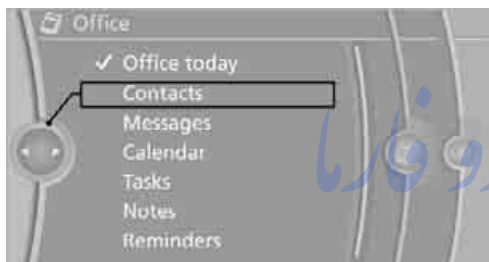 Office
✓ Office today
Contacts
Messages
Calendar
Tasks
Notes
Reminders